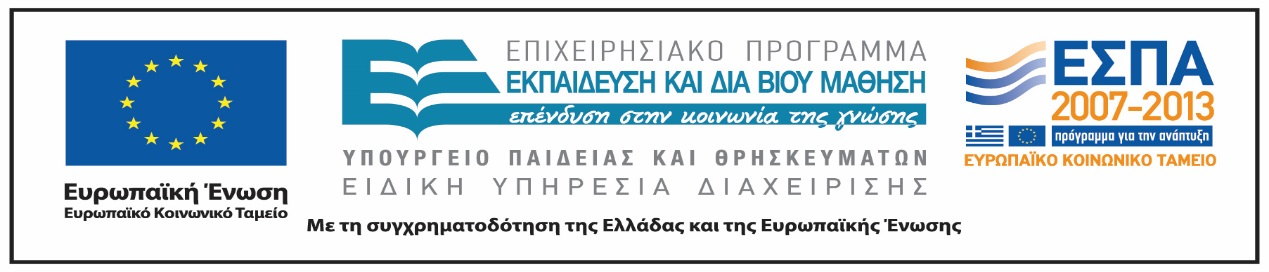 Ευρωπαϊκή Ένωση
Ευρωπαϊκό Κοινωνικό Ταμείο
ΕΠΙΧΕΙΡΗΣΙΑΚΟ ΠΡΟΓΡΑΜΜΑ
ΕΚΠΑΙΔΕΥΣΗ ΚΑΙ ΔΙΑ ΒΙΟΥ ΜΑΘΗΣΗ
επένδυση στην κοινωνία της γνώσης
ΥΠΟΥΡΓΕΙΟ ΠΑΙΔΕΙΑΣ ΚΑΙ ΘΡΗΣΚΕΥΜΑΤΩΝ
ΕΙΔΙΚΗ ΥΠΗΡΕΣΙΑ ΔΙΑΧΕΙΡΙΣΗΣ
Με τη συγχρηματοδότηση της Ελλάδας και της Ευρωπαϊκής Ένωσης
ΕΣΠΑ
2007-2013
πρόγραμμα για την ανάπτυξη
ΕΥΡΩΠΑΪΚΟ ΚΟΙΝΩΝΙΚΟ ΤΑΜΕΙΟ